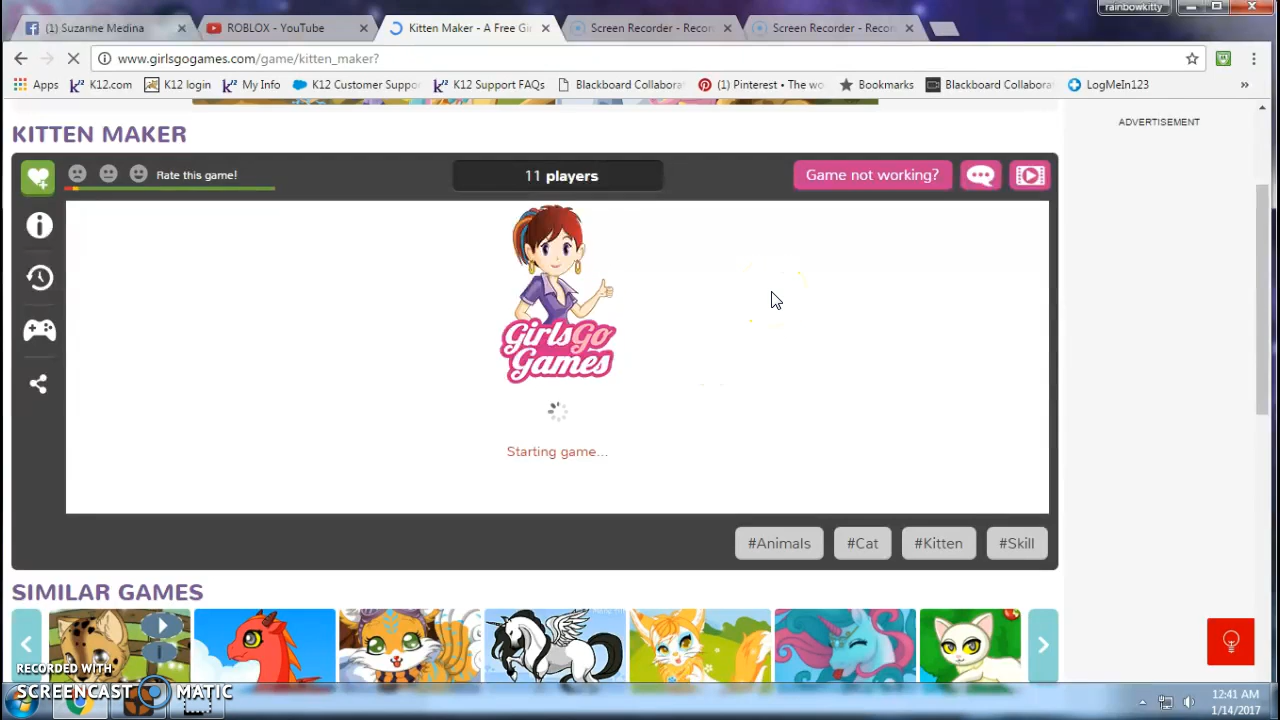 rainbowkitty
(1) Suzanne Medina
ROBLOX - YouTube
Kitten Maker - A Free Gi
Screen Recorder - Recor
Screen Recorder - Recor
www.girlsgogames.com/game/kitten_maker?
Apps
K12.com
K12 login
My Info
K12 Customer Suppo
K12 Support FAQs
Blackboard Collabora
(1) Pinterest • The wo
Bookmarks
Blackboard Collabora
LogMeIn123
»
ADVERTISEMENT
KITTEN MAKER
Rate this game!
11 players
Game not working?
GirlsGo
Games
Starting game...
#Animals
#Cat
#Kitten
#Skill
SIMILAR GAMES
RECORDED WITH
SCREENCAST MATIC
12:41 AM
1/14/2017